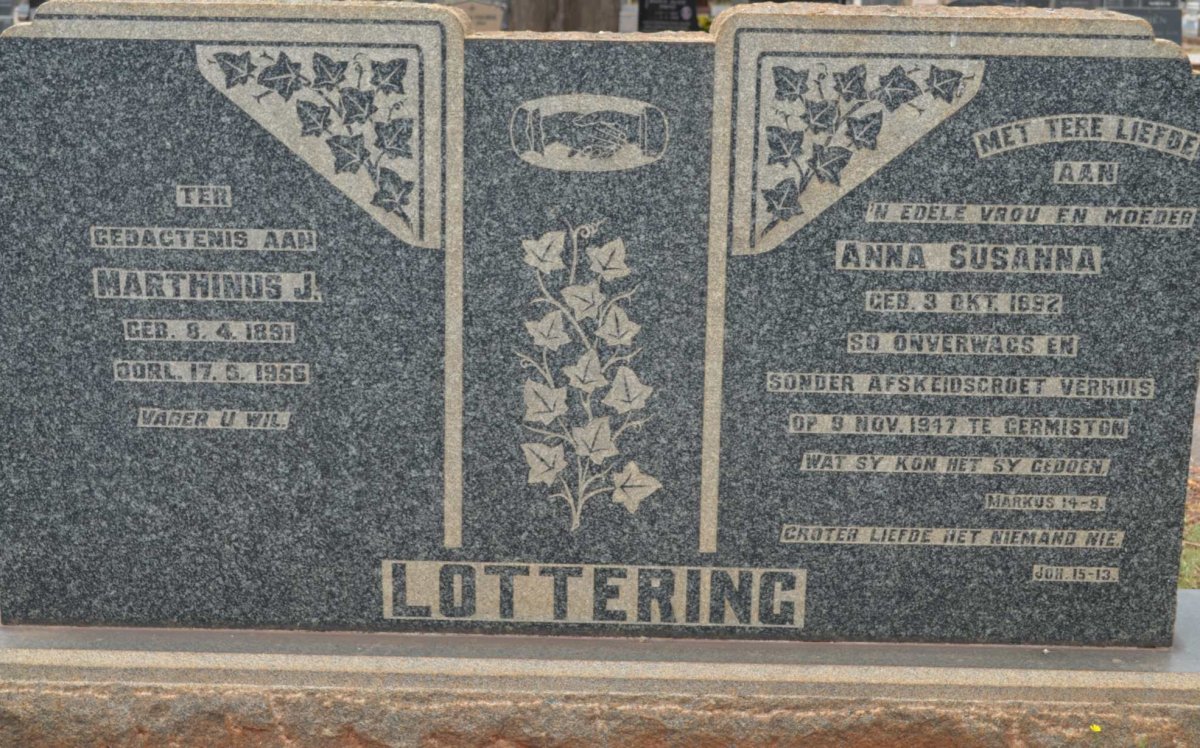 TER
GEDAGTENIS AAN
MARTHINUS J.
GEB. 8. 4. 1891
OORL. 17. 6. 1956
VADER U WIL.
MET TERE LIEFDE
AAN
'N EDELE VROU EN MOEDER
ANNA SUSANNA
GEB. 3 OKT. 1892
SO ONVERWAGS EN
SONDER AFSKEIDSGROET VERHUIS
OP 9 NOV. 1947 TE GERMISTON
WAT SY KON HET SY GEDOEN.
MARKUS 14-8.
GROTER LIEFDE HET NIEMAND NIE.
JOH. 15-13.
LOTTERING